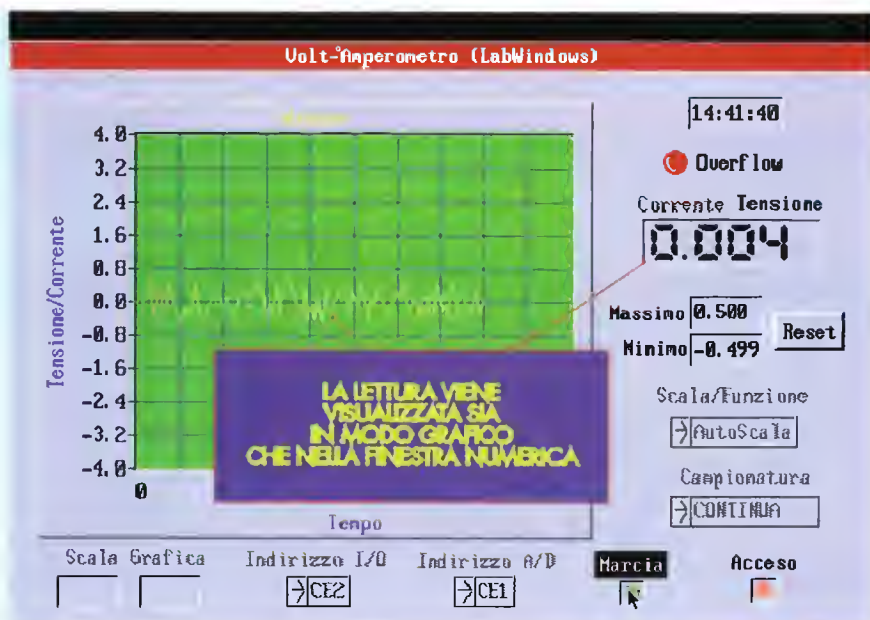 Volt-Amperometro (LabWindows)
14:41:40
Overflow
Corrente Tensione
0.004
Massimo 0.500
Minimo -0.499
Reset
Scala/Funzione
AutoScala
Campionatura
CONTINUA
4.0
3.2
2.4
1.6
0.8
0.0
-0.8
-1.6
-2.4
-3.2
-4.0
Tensione/Corrente
0
Tempo
LA LETTURA VIENE
VISUALIZZATA SIA
IN MODO GRAFICO
CHE NELLA FINESTRA NUMERICA
Scala Grafica
Indirizzo I/O
CE2
Indirizzo A/D
CE1
Marcia
Acceso